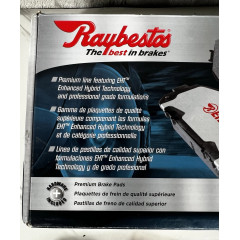 Raybestos
The best in brakes
Premium line featuring EHT™
Enhanced Hybrid Technology
and professional grade formulations
Gamme de plaquettes de qualité
supérieure comprenant les formules
EHT™ Enhanced Hybrid Technology
et de catégorie professionnelle
Línea de pastillas de calidad superior con
formulaciones EHT™ Enhanced Hybrid
Technology y de grado profesional
Premium Brake Pads
Plaquettes de frein de qualité supérieure
Pastillas de freno de calidad superior